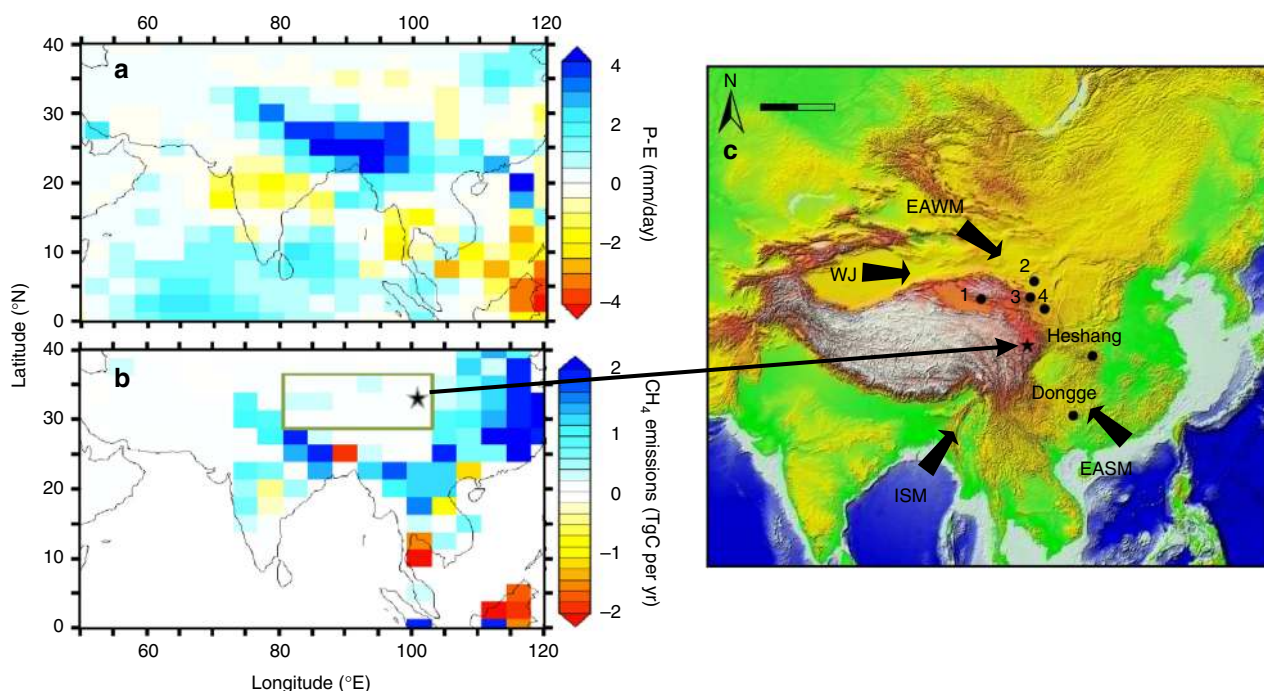 60 80 100 120
40
30
20
10
0
a
4
2
0
−2
−4
P-E (mm/day)
Latitude (°N)
40
30
20
10
0
b
2
1
0
−1
−2
CH4 emissions (TgC per yr)
60 80 100 120
Longitude (°E)
N
c
EAWM
WJ
2
1 3 4
Heshang
Dongge
EASM
ISM